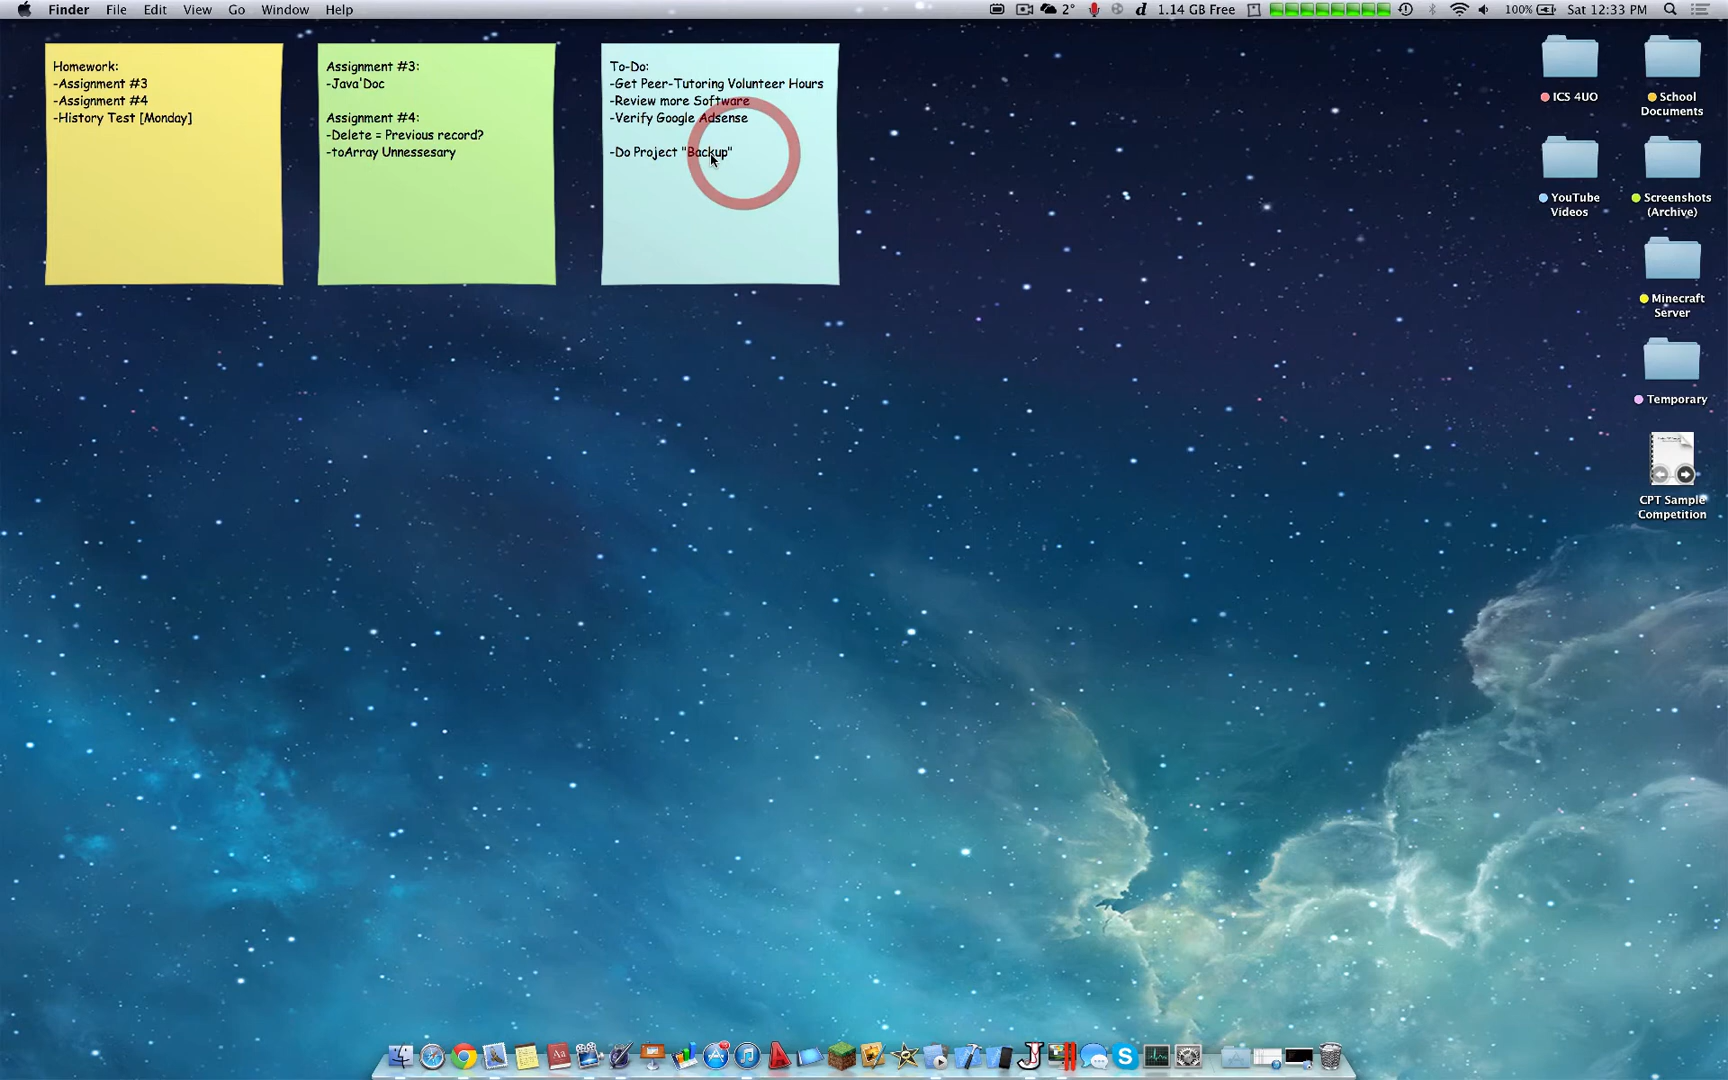 Finder File Edit View Go Window Help
2° 1.14 GB Free 100% Sat 12:33 PM
Homework:
-Assignment #3
-Assignment #4
-History Test [Monday]
Assignment #3:
-Java'Doc
Assignment #4:
-Delete = Previous record?
-toArray Unnessesary
To-Do:
-Get Peer-Tutoring Volunteer Hours
-Review more Software
-Verify Google Adsense
-Do Project "Backup"
ICS 4UO
School
Documents
YouTube
Videos
Screenshots
(Archive)
Minecraft
Server
Temporary
CPT Sample
Competition